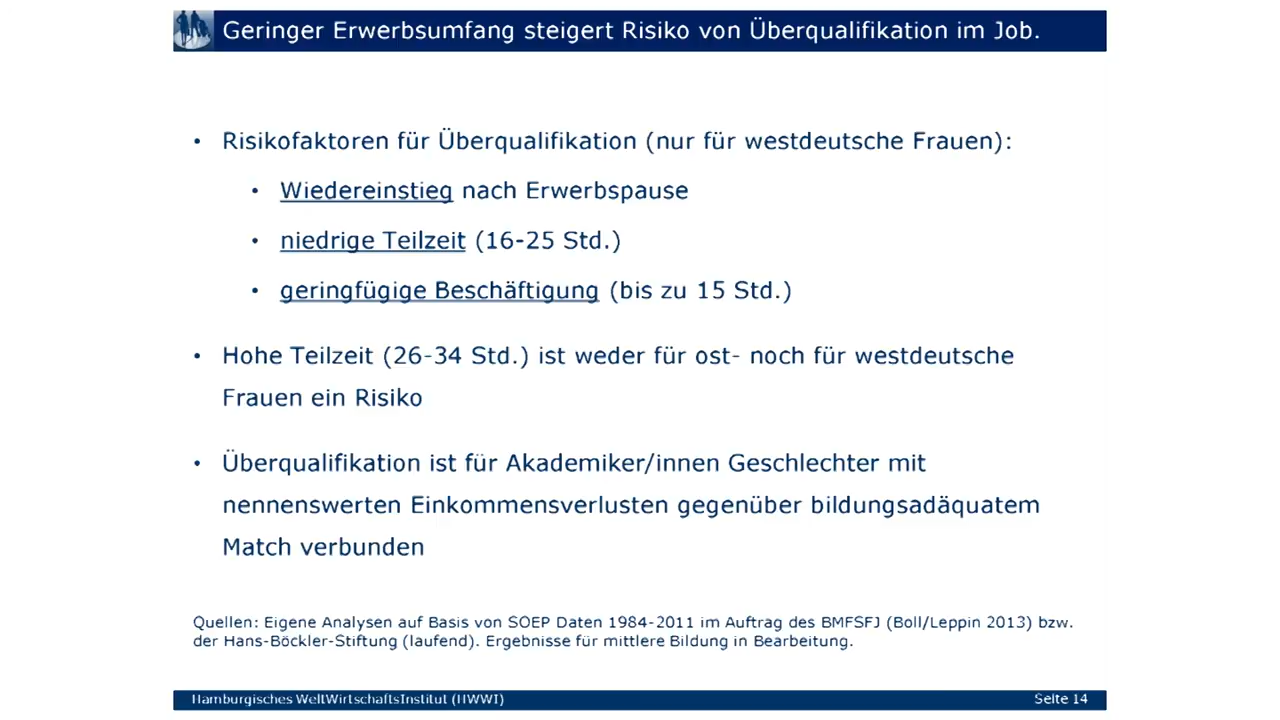 Geringer Erwerbsumfang steigert Risiko von Überqualifikation im Job.
• Risikofaktoren für Überqualifikation (nur für westdeutsche Frauen):
• Wiedereinstieg nach Erwerbspause
• niedrige Teilzeit (16-25 Std.)
• geringfügige Beschäftigung (bis zu 15 Std.)
• Hohe Teilzeit (26-34 Std.) ist weder für ost- noch für westdeutsche
Frauen ein Risiko
• Überqualifikation ist für Akademiker/innen Geschlechter mit
nennenswerten Einkommensverlusten gegenüber bildungsadäquatem
Match verbunden
Quellen: Eigene Analysen auf Basis von SOEP Daten 1984-2011 im Auftrag des BMFSFJ (Boll/Leppin 2013) bzw.
der Hans-Böckler-Stiftung (laufend). Ergebnisse für mittlere Bildung in Bearbeitung.
Hamburgisches WeltWirtschaftsInstitut (HWWI)
Seite 14